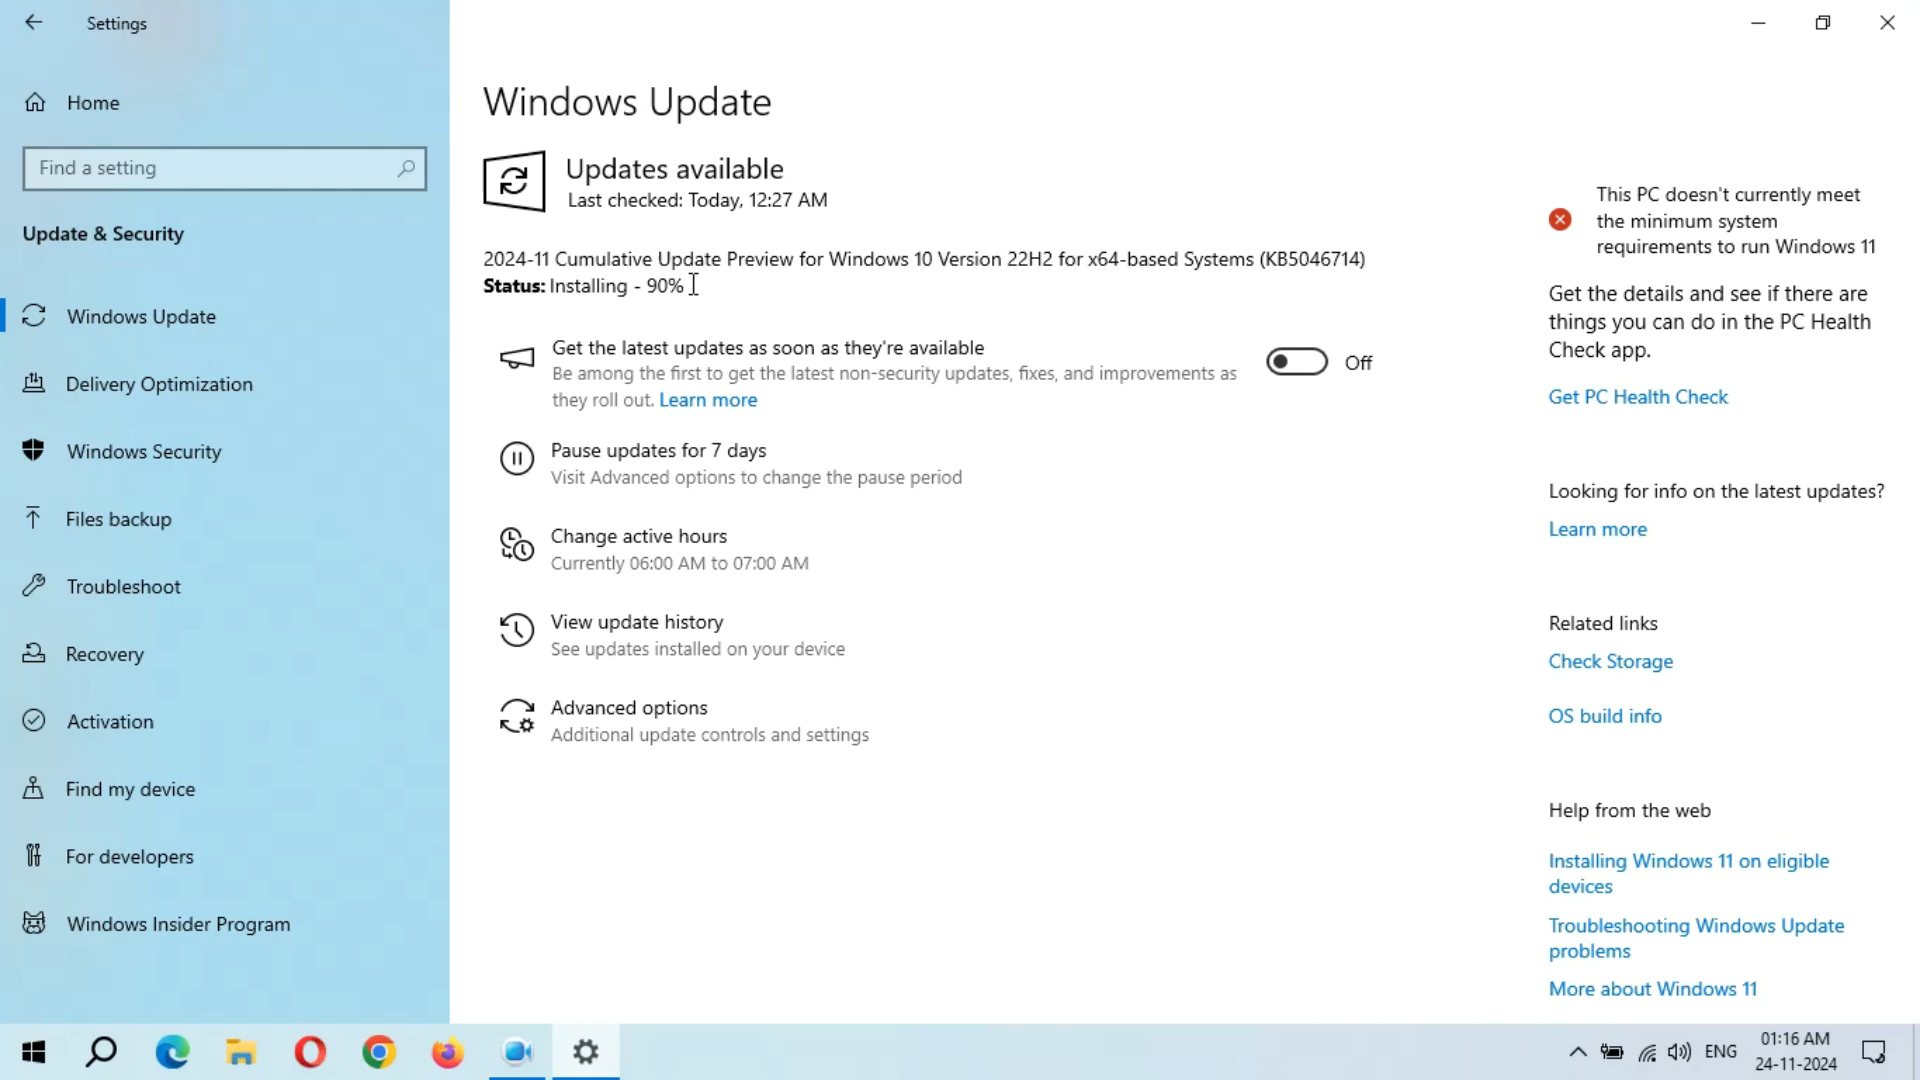 Settings
Home
Find a setting
Update & Security
Windows Update
Delivery Optimization
Windows Security
Files backup
Troubleshoot
Recovery
Activation
Find my device
For developers
Windows Insider Program
Windows Update
Updates available
Last checked: Today, 12:27 AM
2024-11 Cumulative Update Preview for Windows 10 Version 22H2 for x64-based Systems (KB5046714)
Status: Installing - 90%
Get the latest updates as soon as they're available
Be among the first to get the latest non-security updates, fixes, and improvements as
they roll out. Learn more
Off
Pause updates for 7 days
Visit Advanced options to change the pause period
Change active hours
Currently 06:00 AM to 07:00 AM
View update history
See updates installed on your device
Advanced options
Additional update controls and settings
This PC doesn't currently meet
the minimum system
requirements to run Windows 11
Get the details and see if there are
things you can do in the PC Health
Check app.
Get PC Health Check
Looking for info on the latest updates?
Learn more
Related links
Check Storage
OS build info
Help from the web
Installing Windows 11 on eligible
devices
Troubleshooting Windows Update
problems
More about Windows 11
ENG
01:16 AM
24-11-2024